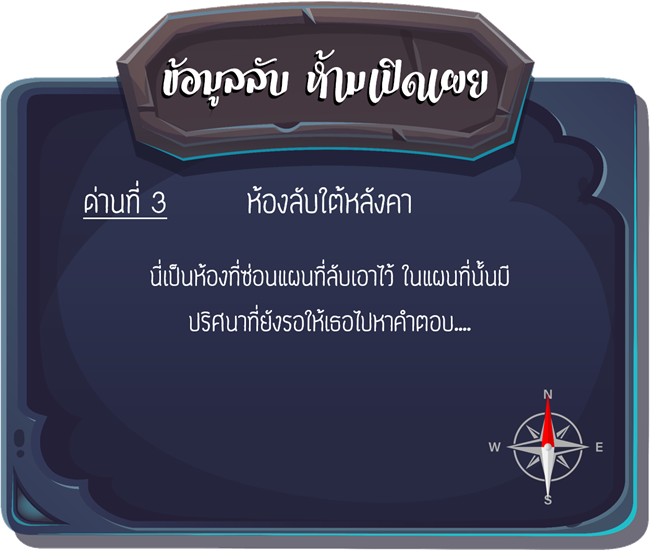 ข้อมูลลับ ห้ามเปิดเผย
ด่านที่ 3 ห้องลับใต้หลังคา
นี่เป็นห้องที่ซ่อนแผนที่ลับเอาไว้ ในแผนที่นั้นมี
ปริศนาที่ยังรอให้เธอไปหาคำตอบ....
N
W E
S